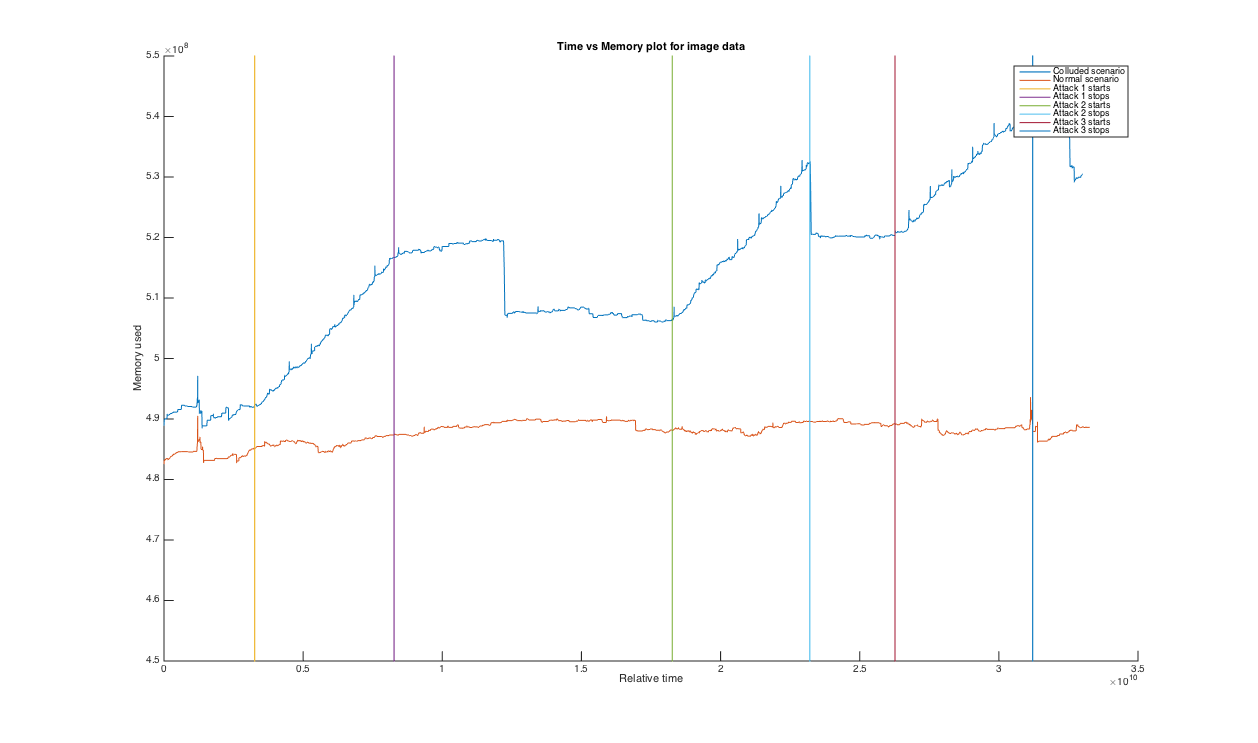 Time vs Memory plot for image data
×10^8
5.5
5.4
5.3
5.2
5.1
5
4.9
4.8
4.7
4.6
4.5
Memory used
Colluded scenario
Normal scenario
Attack 1 starts
Attack 1 stops
Attack 2 starts
Attack 2 stops
Attack 3 starts
Attack 3 stops
0 0.5 1 1.5 2 2.5 3 3.5
Relative time
×10^10